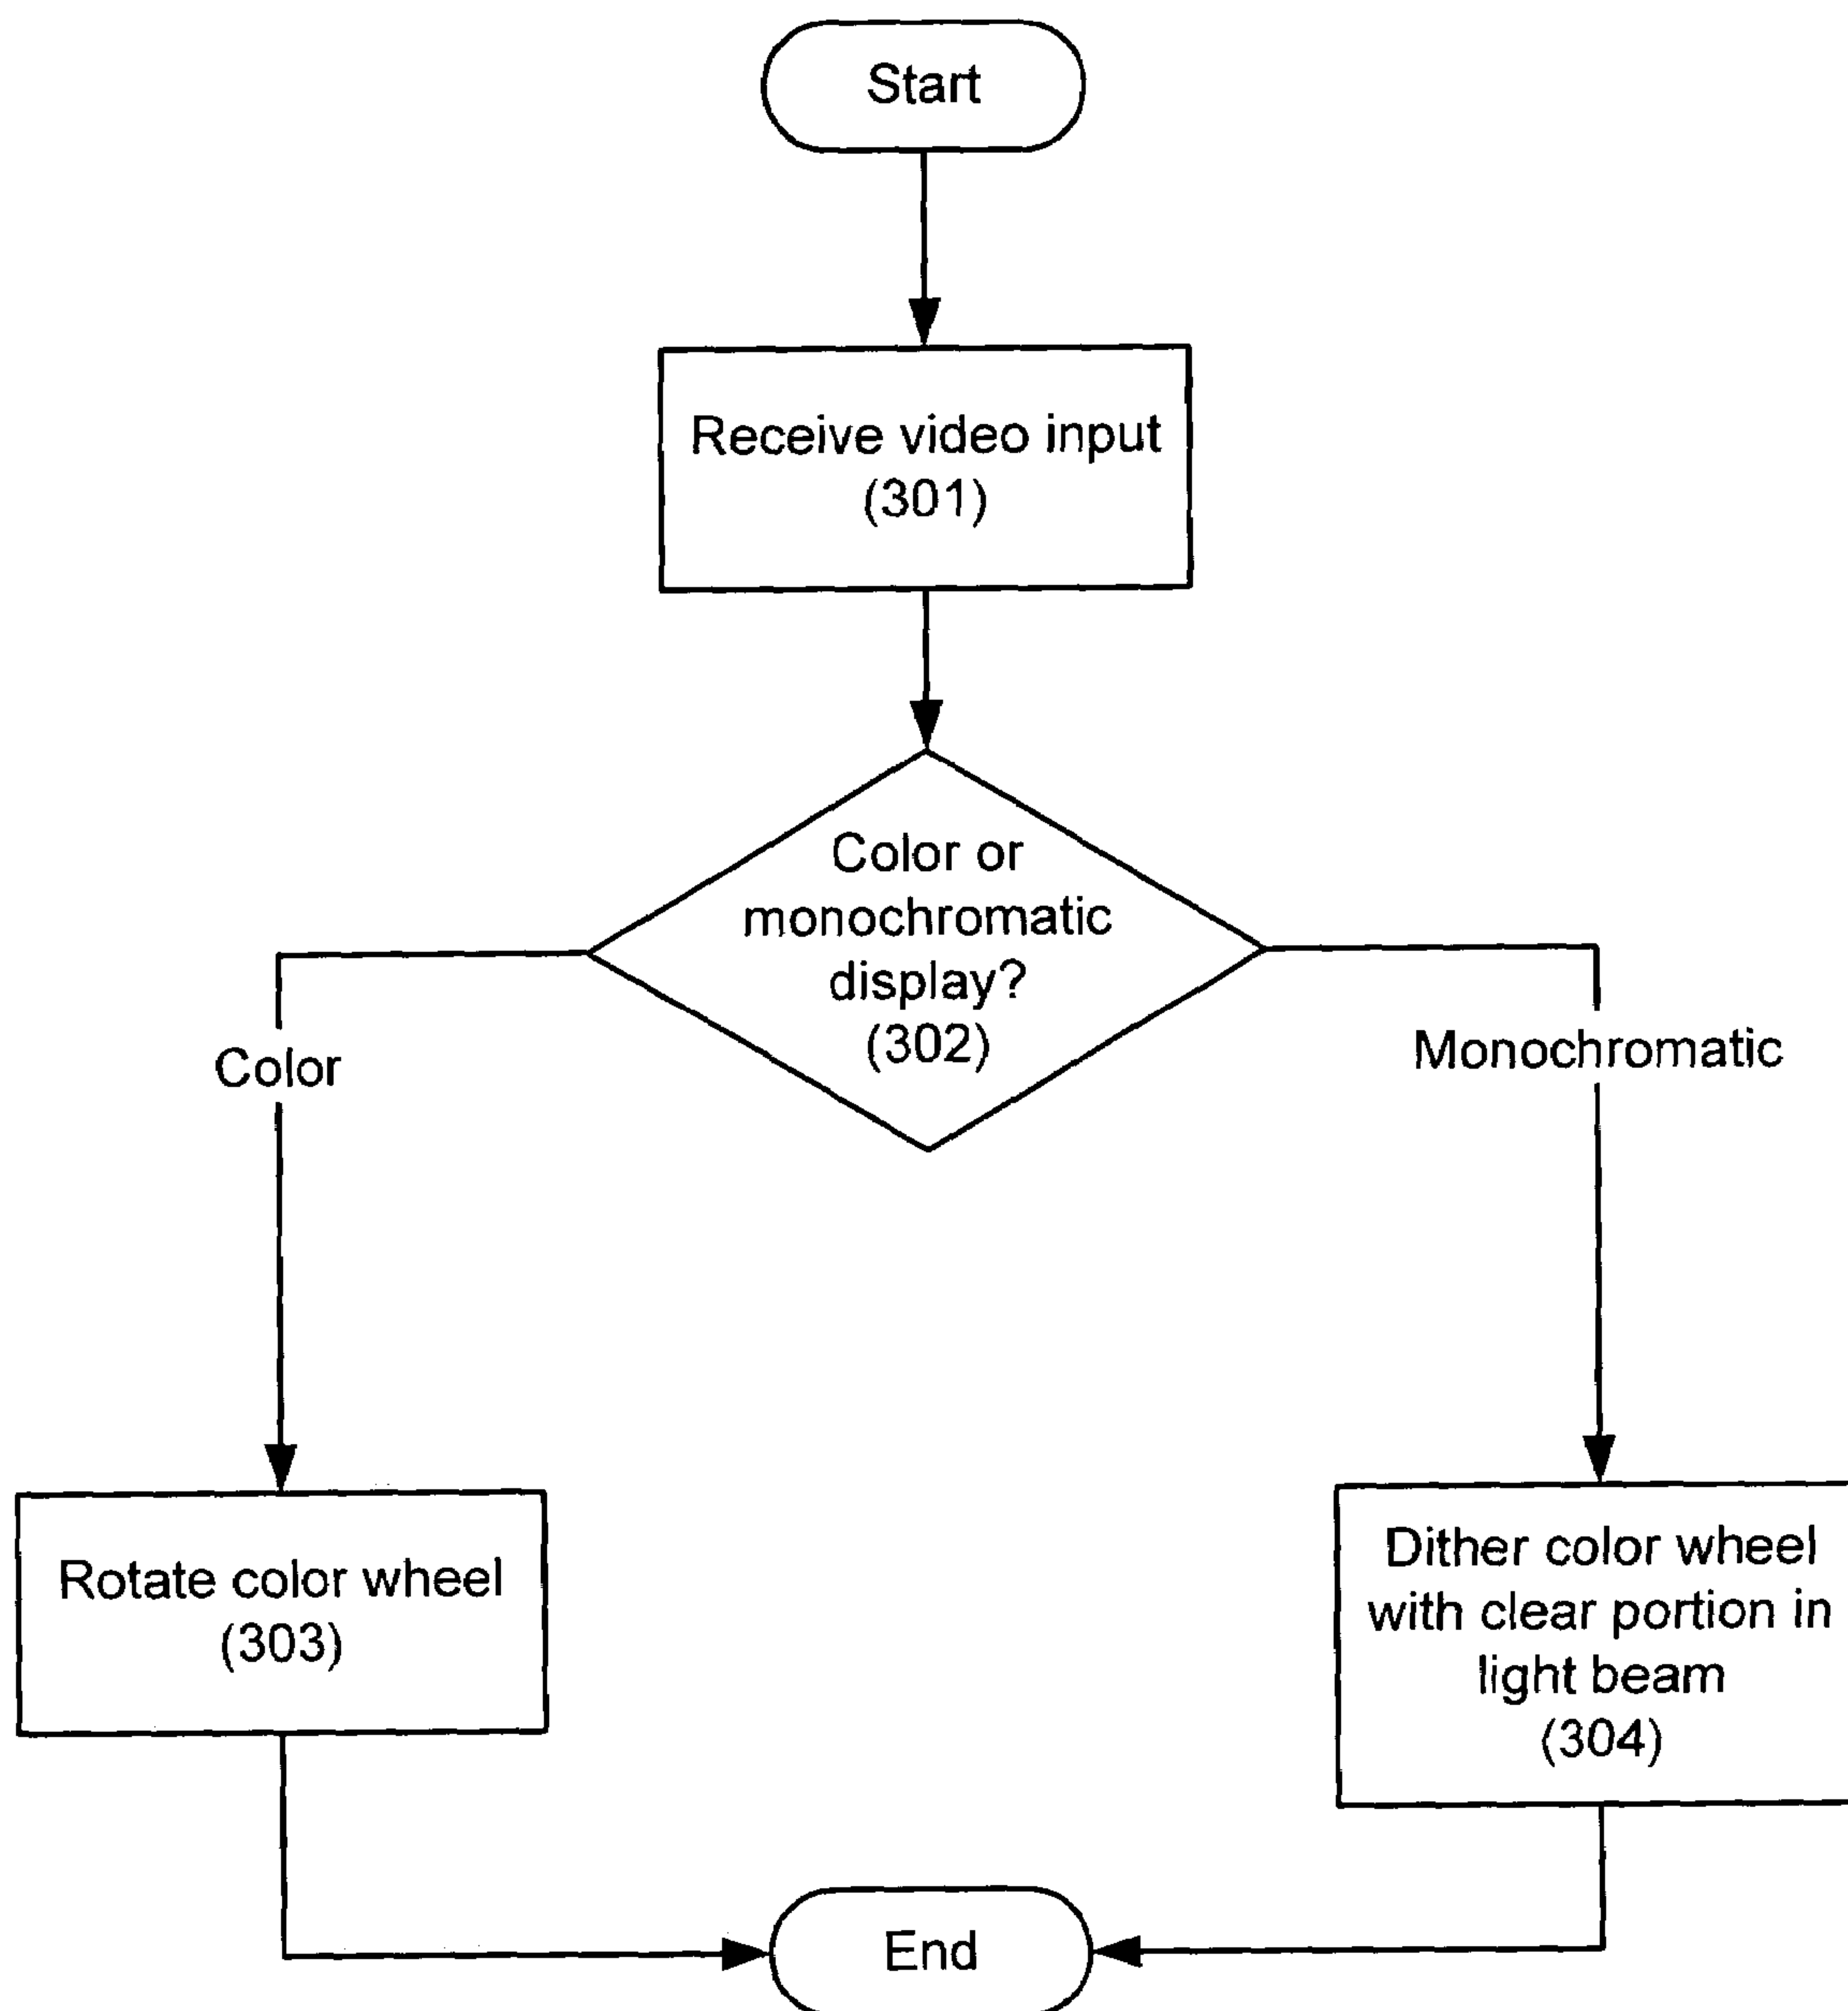 Start
Receive video input
(301)
Color or
monochromatic
display?
(302)
Color
Monochromatic
Rotate color wheel
(303)
Dither color wheel
with clear portion in
light beam
(304)
End